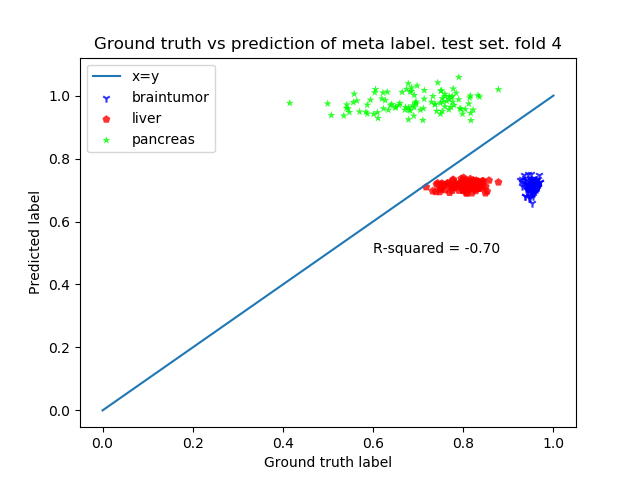 Ground truth vs prediction of meta label. test set. fold 4
x=y
braintumor
liver
pancreas
R-squared = -0.70
1.0
0.8
0.6
0.4
0.2
0.0
Predicted label
0.0 0.2 0.4 0.6 0.8 1.0
Ground truth label